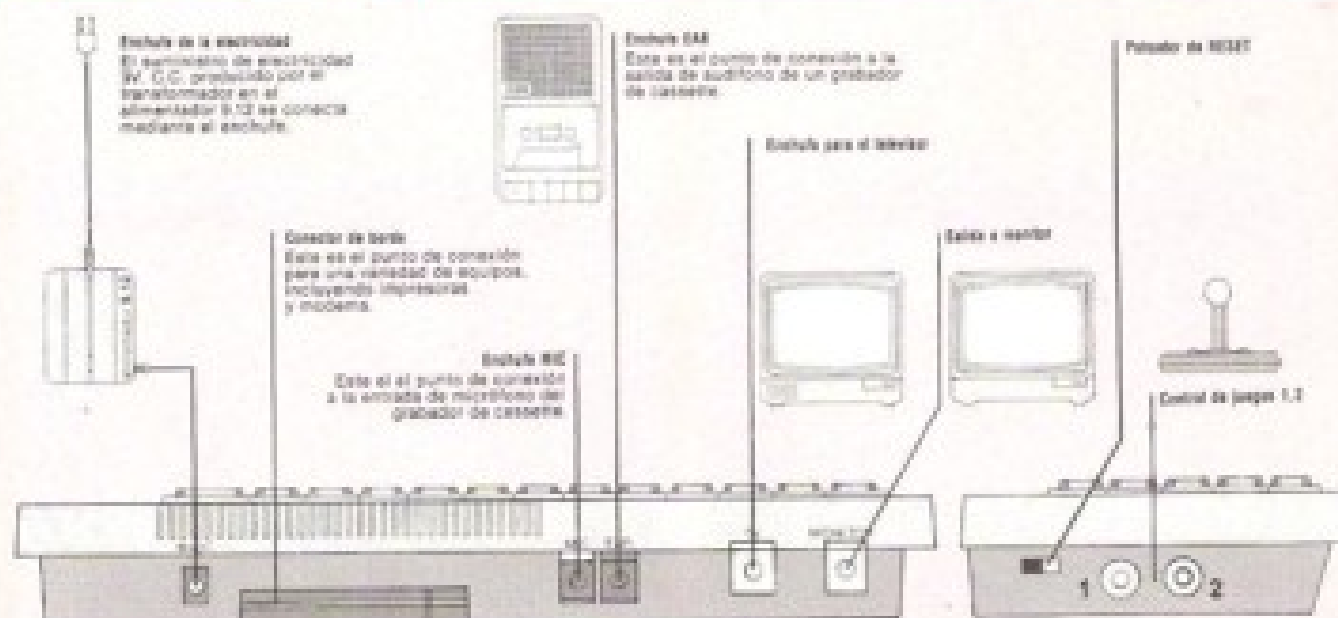 Enchufe de la electricidad
El suministro de electricidad
9V. C.C. producido por el
transformador en el
alimentador 9.12 se conecta
mediante el enchufe.
Enchufe EAR
Este es el punto de conexión a la
salida de audífono de un grabador
de cassette.
Pulsador de RESET
Enchufe para el televisor
Conector de borde
Este es el punto de conexión
para una variedad de equipos,
incluyendo impresoras
y modems.
Salida a monitor
Enchufe MIC
Este el el punto de conexión
a la entrada de micrófono del
grabador de cassette.
Control de juegos 1,2
MIC
EAR
TV
MONITOR
1
2